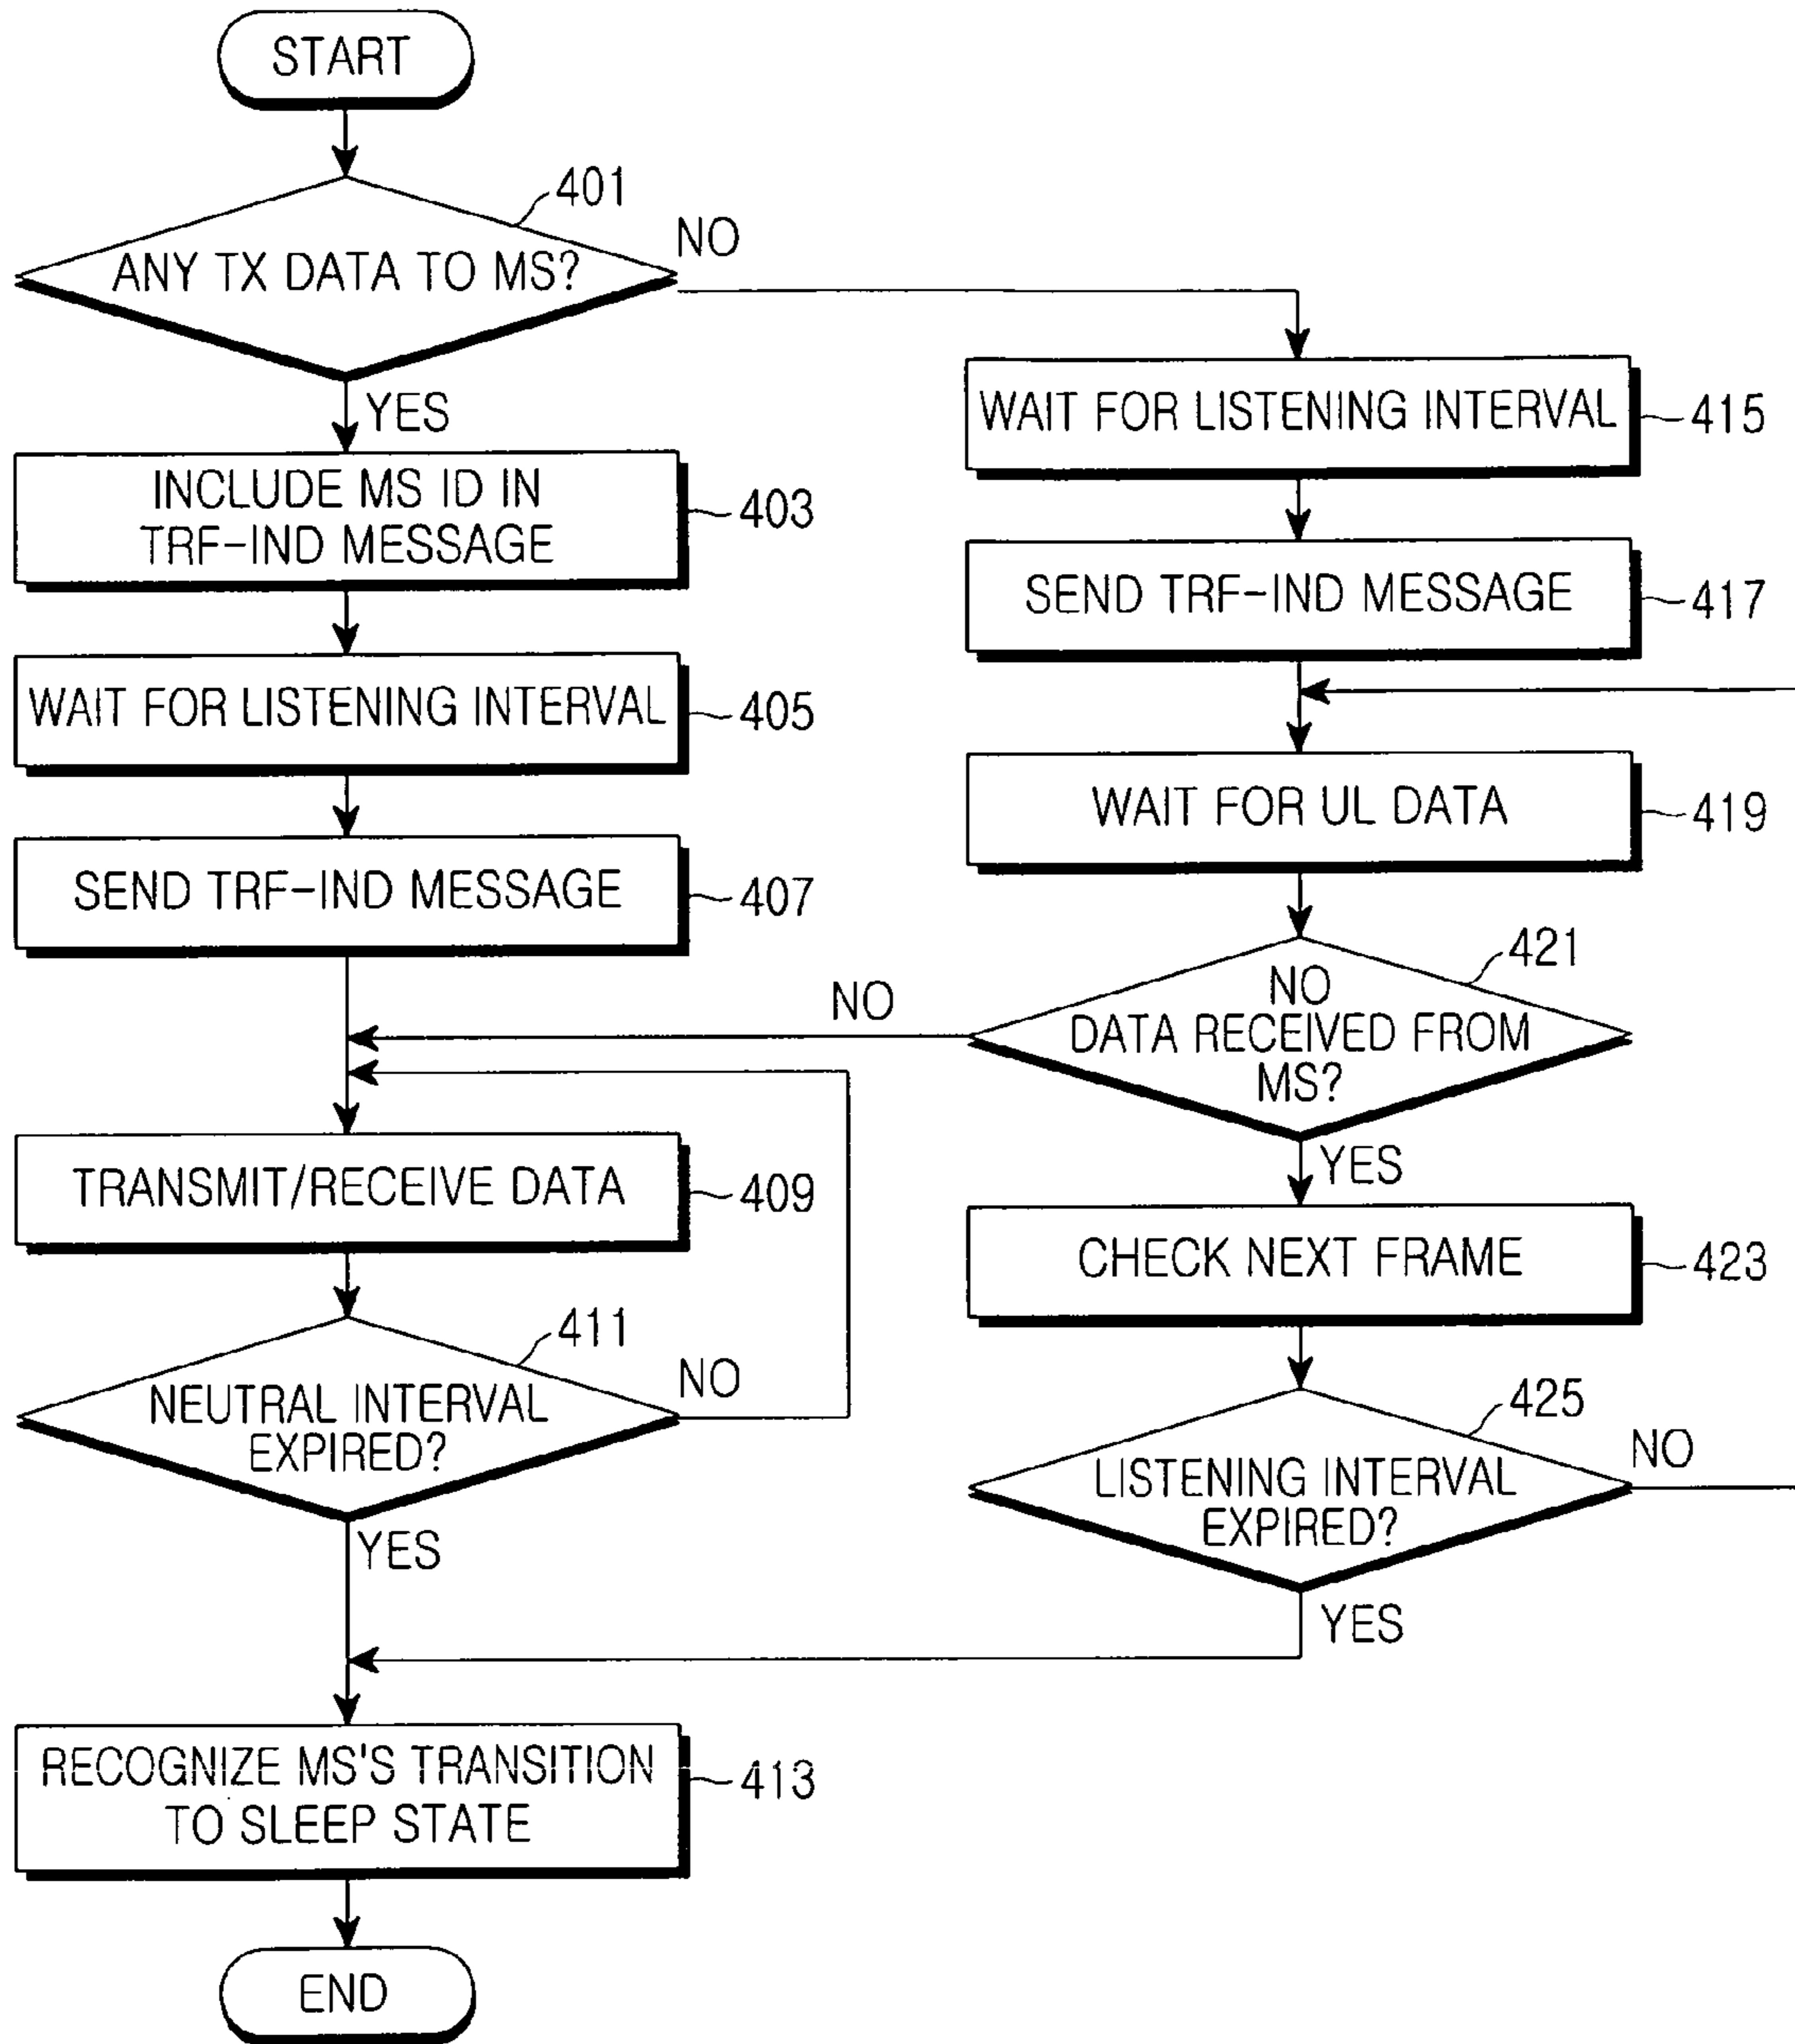 START
401
ANY TX DATA TO MS?
NO
YES
INCLUDE MS ID IN
TRF-IND MESSAGE
403
WAIT FOR LISTENING INTERVAL
405
SEND TRF-IND MESSAGE
407
TRANSMIT/RECEIVE DATA
409
411
NEUTRAL INTERVAL
EXPIRED?
NO
YES
RECOGNIZE MS'S TRANSITION
TO SLEEP STATE
413
END
WAIT FOR LISTENING INTERVAL
415
SEND TRF-IND MESSAGE
417
WAIT FOR UL DATA
419
421
NO
DATA RECEIVED FROM
MS?
NO
YES
CHECK NEXT FRAME
423
425
LISTENING INTERVAL
EXPIRED?
NO
YES